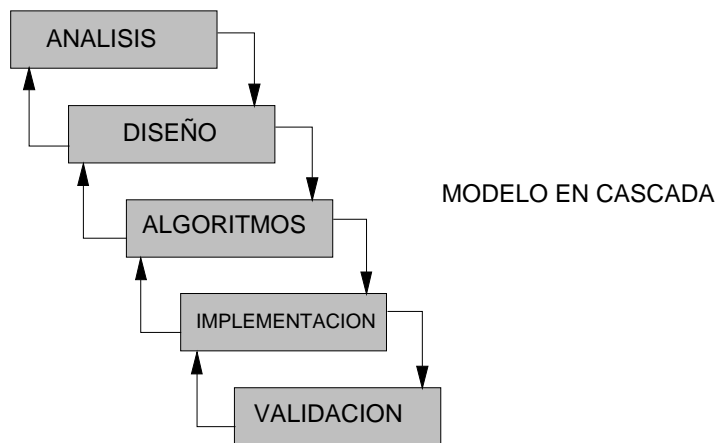 ANALISIS
DISEÑO
MODELO EN CASCADA
ALGORITMOS
IMPLEMENTACION
VALIDACION